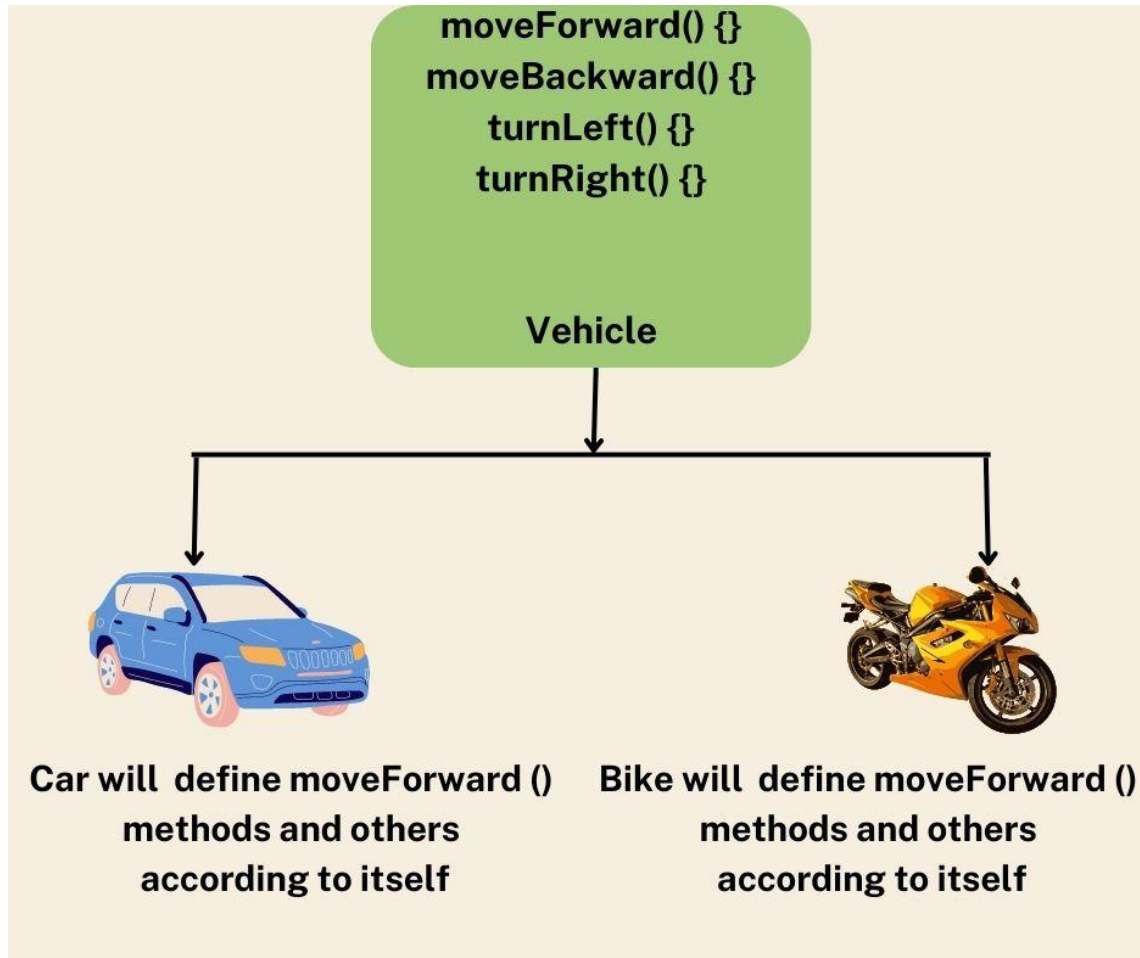 moveForward() {}
moveBackward() {}
turnLeft() {}
turnRight() {}
Vehicle
Car will define moveForward ()
methods and others
according to itself
Bike will define moveForward ()
methods and others
according to itself